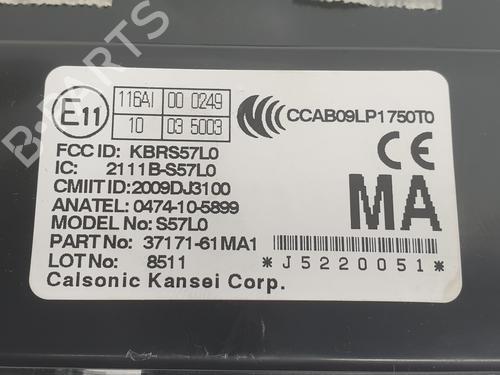 B-PARTS
E11
116AI 00 0249
10 03 5003
CCAB09LP1750T0
FCC ID: KBRS57L0
IC: 2111B-S57L0
CMIIT ID:2009DJ3100
ANATEL: 0474-10-5899
MODEL No: S57L0
PART No: 37171-61MA1
LOT No: 8511
CE
MA
*J5220051*
Calsonic Kansei Corp.